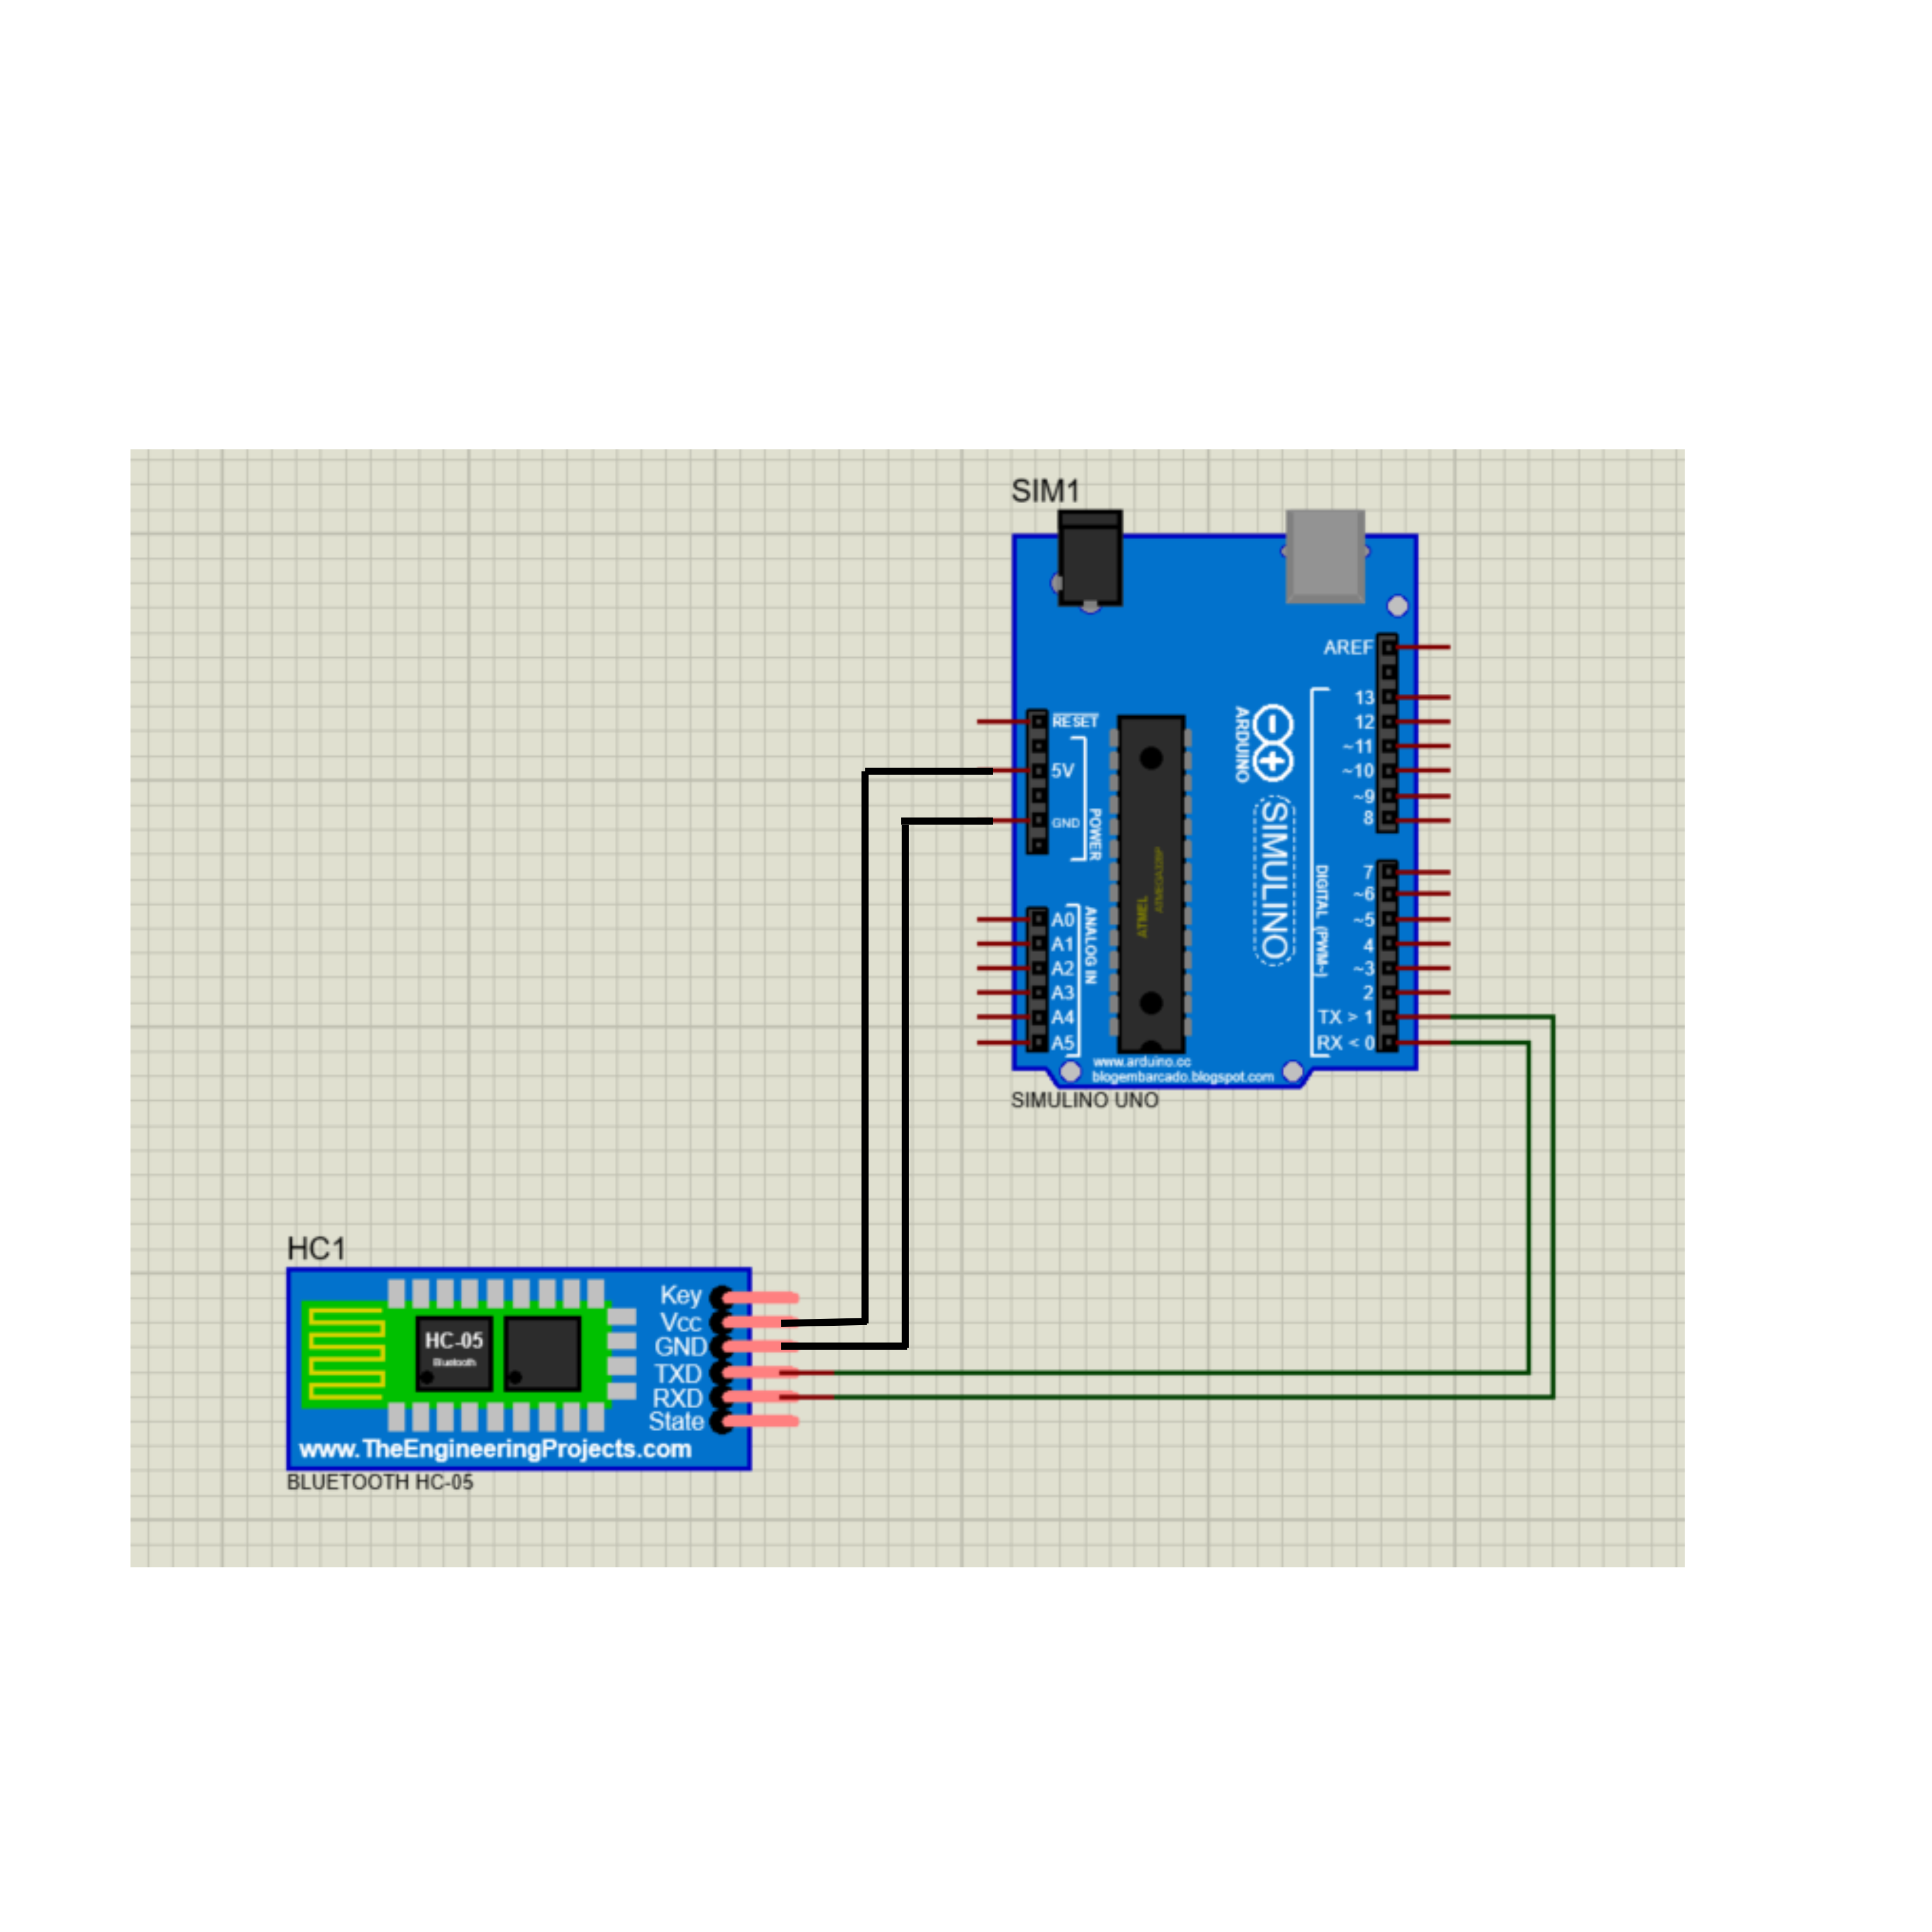 SIM1
AREF
13
12
~11
~10
~9
8
7
~6
~5
4
~3
2
TX > 1
RX < 0
RESET
5V
GND
POWER
A0
A1
A2
A3
A4
A5
ANALOG IN
ATMEL
ATMEGA328P
ARDUINO
SIMULINO
DIGITAL (PWM~)
www.arduino.cc
blogembarcado.blogspot.com
SIMULINO UNO
HC1
HC-05
Bluetooth
Key
Vcc
GND
TXD
RXD
State
www.TheEngineeringProjects.com
BLUETOOTH HC-05